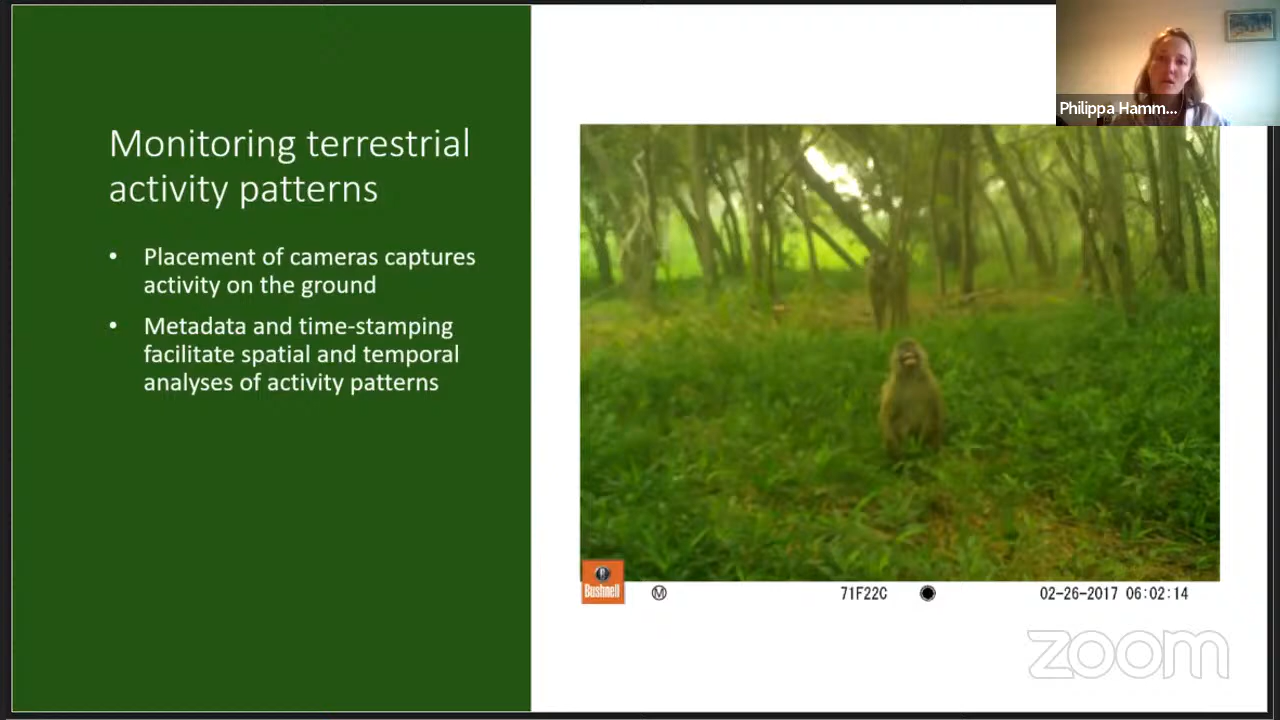 Monitoring terrestrial
activity patterns
• Placement of cameras captures
activity on the ground
• Metadata and time-stamping
facilitate spatial and temporal
analyses of activity patterns
Philippa Hamm...
Bushnell
M
71F22C
02-26-2017 06:02:14
zoom